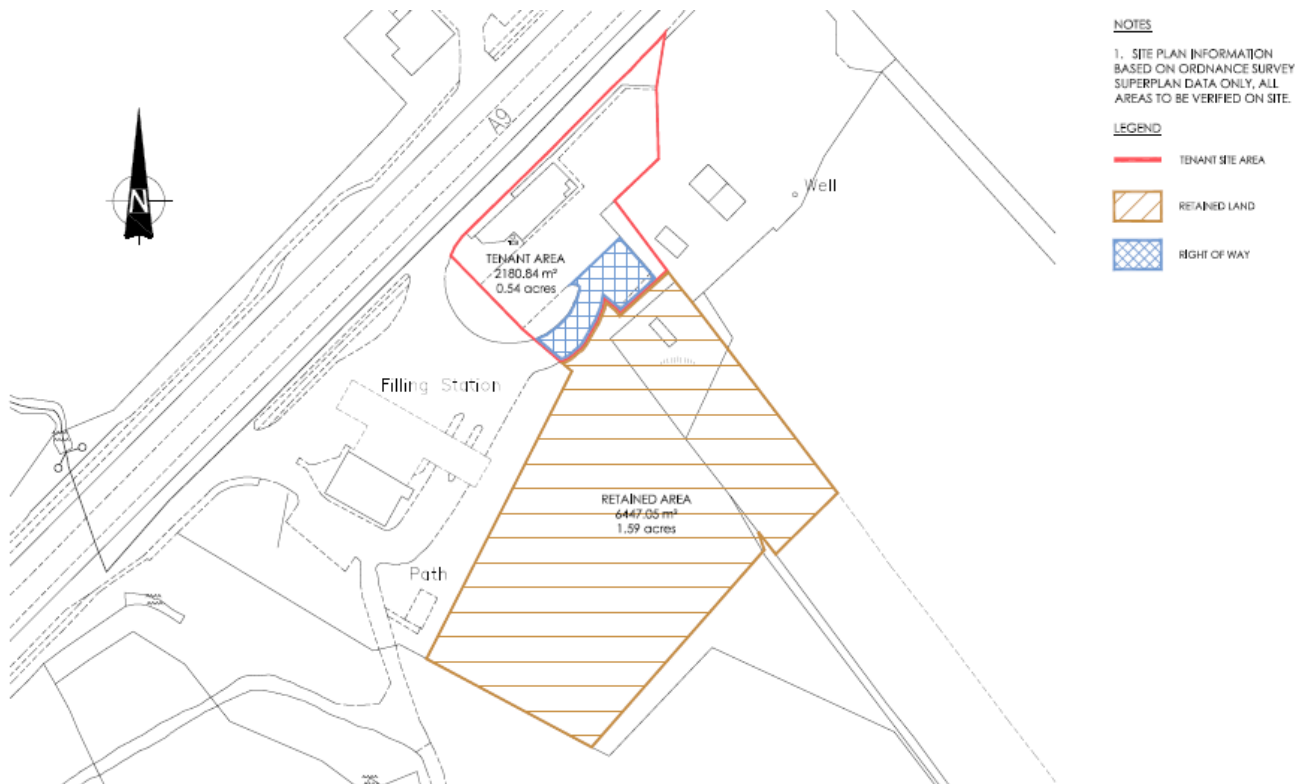 NOTES
1. SITE PLAN INFORMATION
BASED ON ORDNANCE SURVEY
SUPERPLAN DATA ONLY, ALL
AREAS TO BE VERIFIED ON SITE.
LEGEND
TENANT SITE AREA
RETAINED LAND
RIGHT OF WAY
A9
N
Well
TENANT AREA
2180.84 m²
0.54 acres
Filling Station
RETAINED AREA
6447.05 m²
1.59 acres
Path